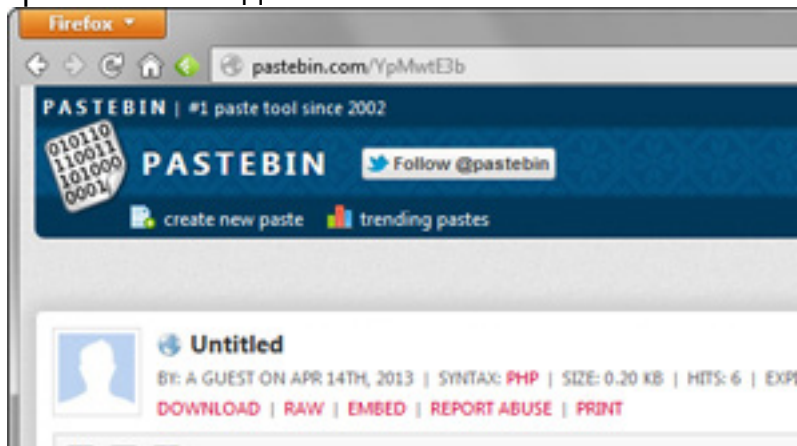 Firefox
pastebin.com/YpMwtE3b
PASTEBIN | #1 paste tool since 2002
010110
110011
101000
0001
PASTEBIN
Follow @pastebin
create new paste trending pastes
Untitled
BY: A GUEST ON APR 14TH, 2013 | SYNTAX: PHP | SIZE: 0.20 KB | HITS: 6 |
DOWNLOAD | RAW | EMBED | REPORT ABUSE | PRINT